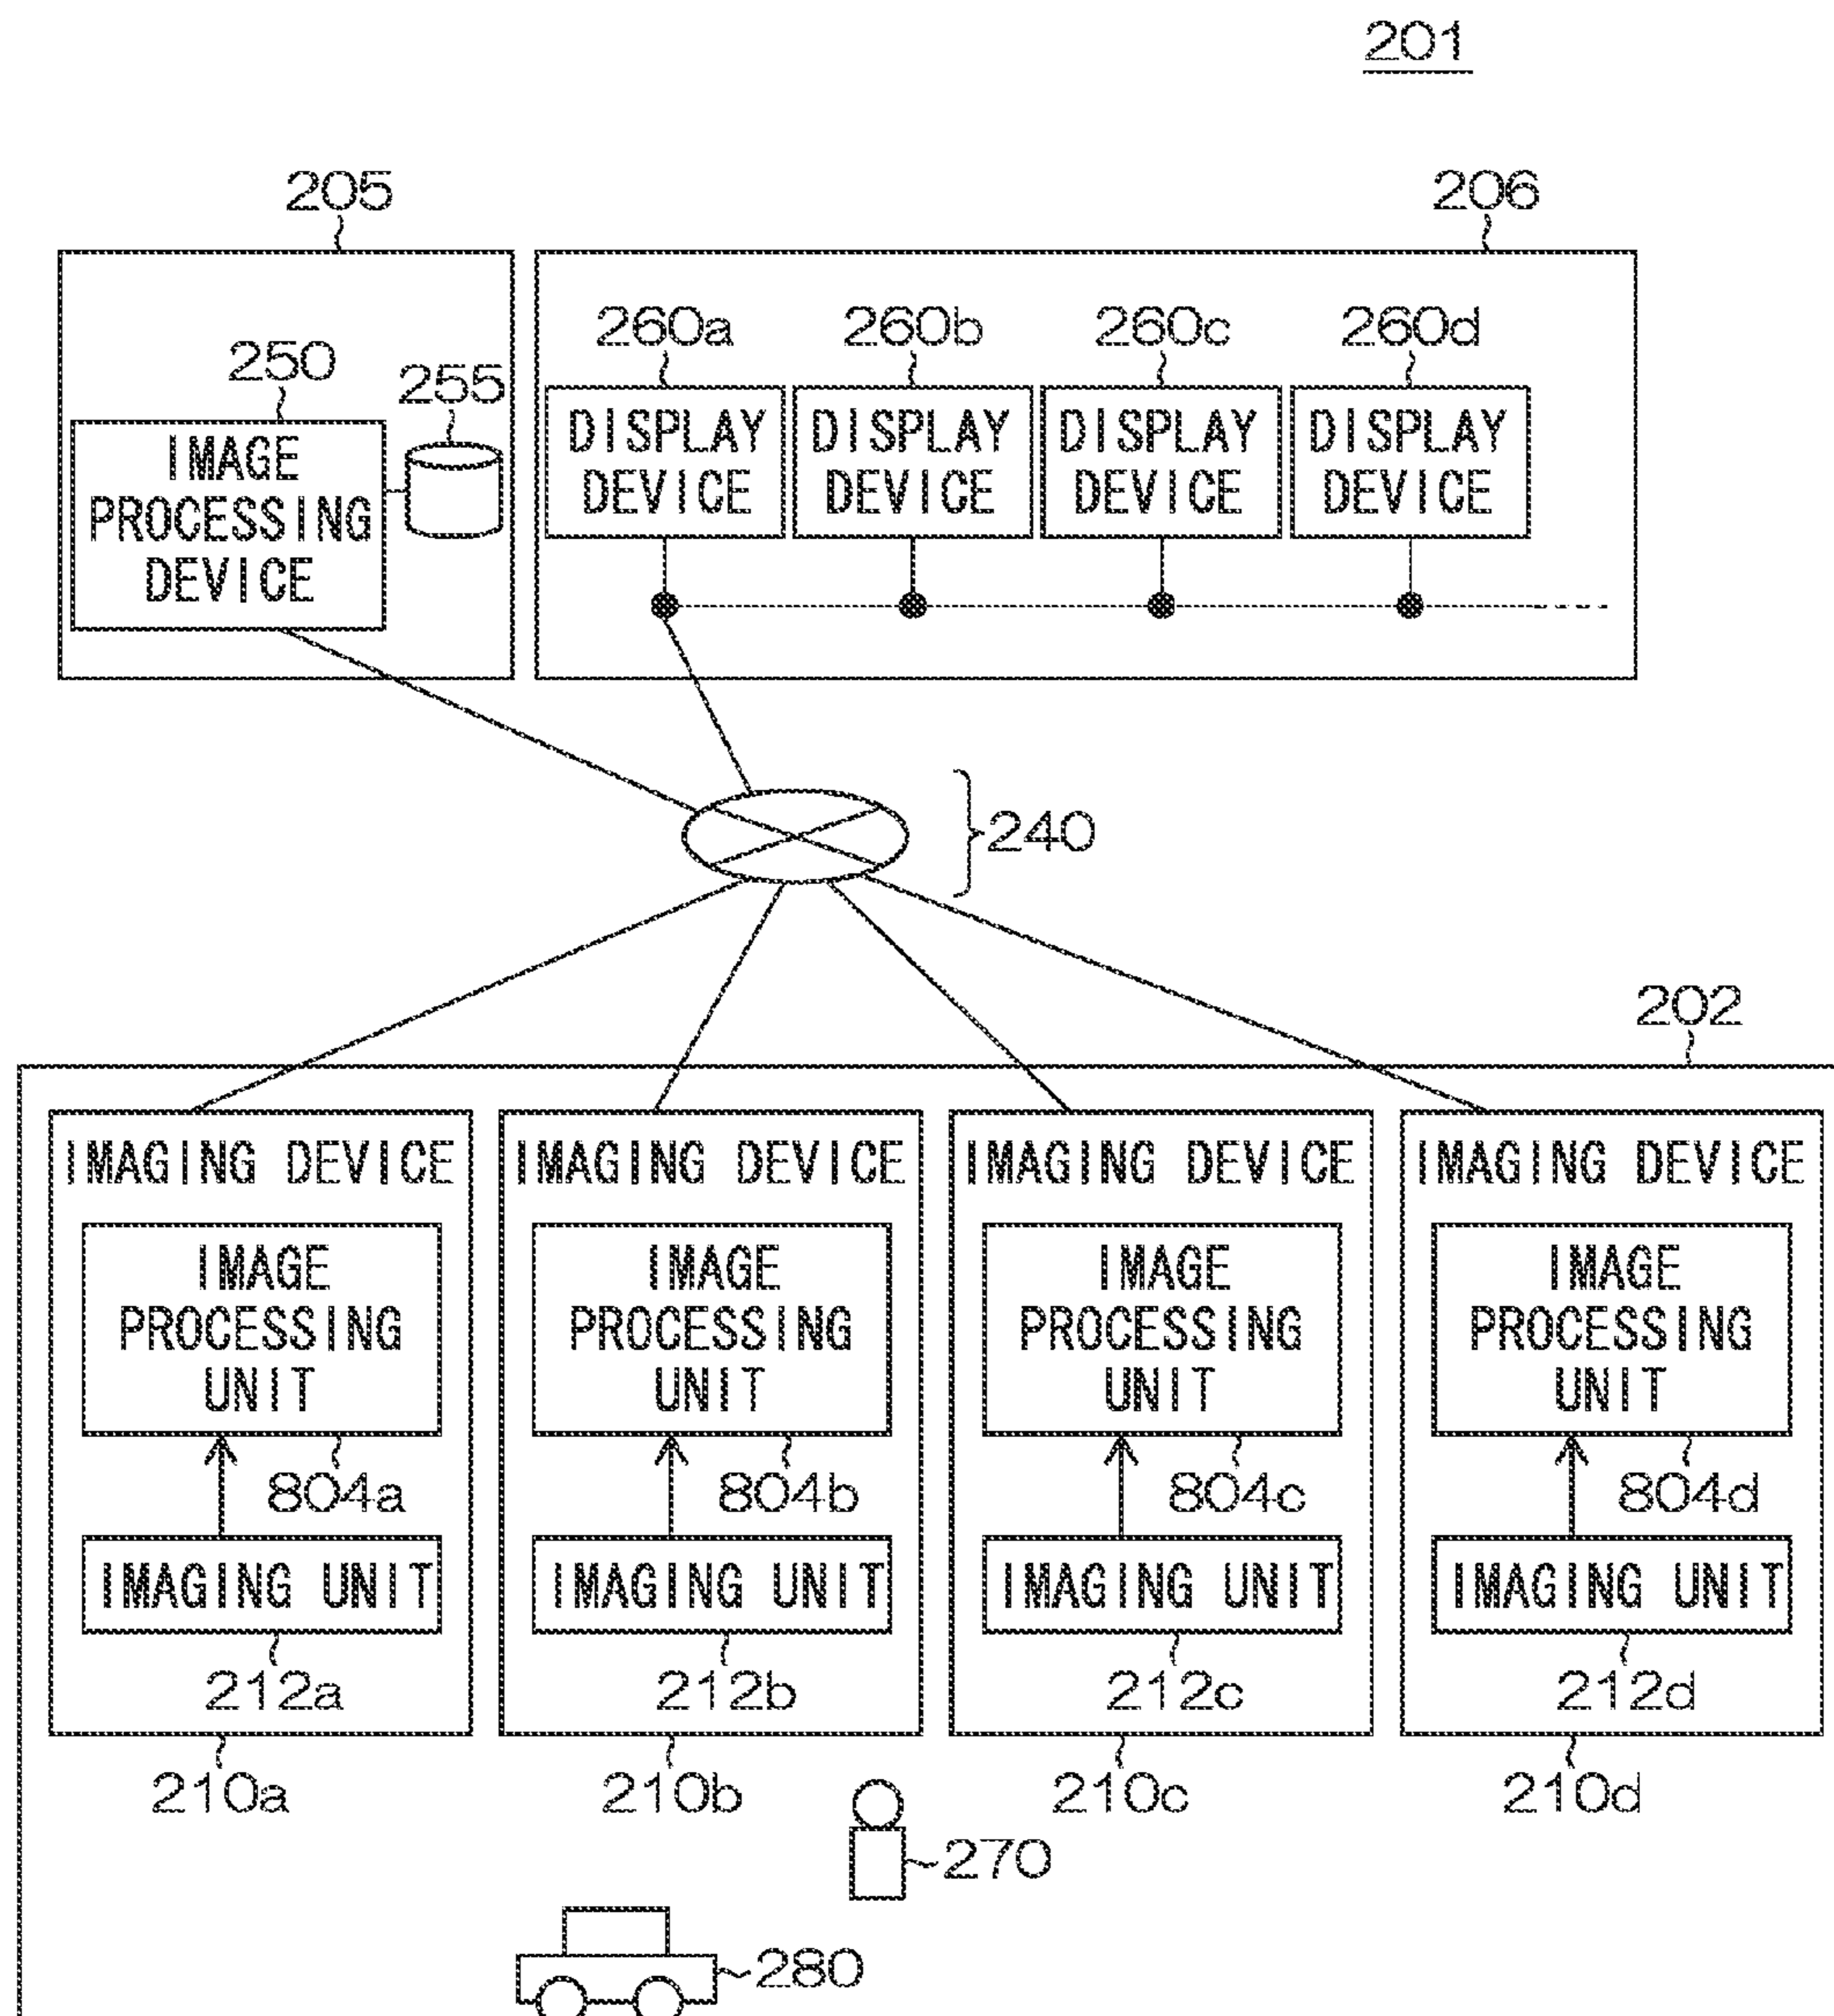 201
205
206
250
255
IMAGE
PROCESSING
DEVICE
260a
260b
260c
260d
DISPLAY
DEVICE
DISPLAY
DEVICE
DISPLAY
DEVICE
DISPLAY
DEVICE
240
202
IMAGING DEVICE
IMAGE
PROCESSING
UNIT
804a
IMAGING UNIT
212a
210a
IMAGING DEVICE
IMAGE
PROCESSING
UNIT
804b
IMAGING UNIT
212b
210b
IMAGING DEVICE
IMAGE
PROCESSING
UNIT
804c
IMAGING UNIT
212c
210c
IMAGING DEVICE
IMAGE
PROCESSING
UNIT
804d
IMAGING UNIT
212d
210d
270
280